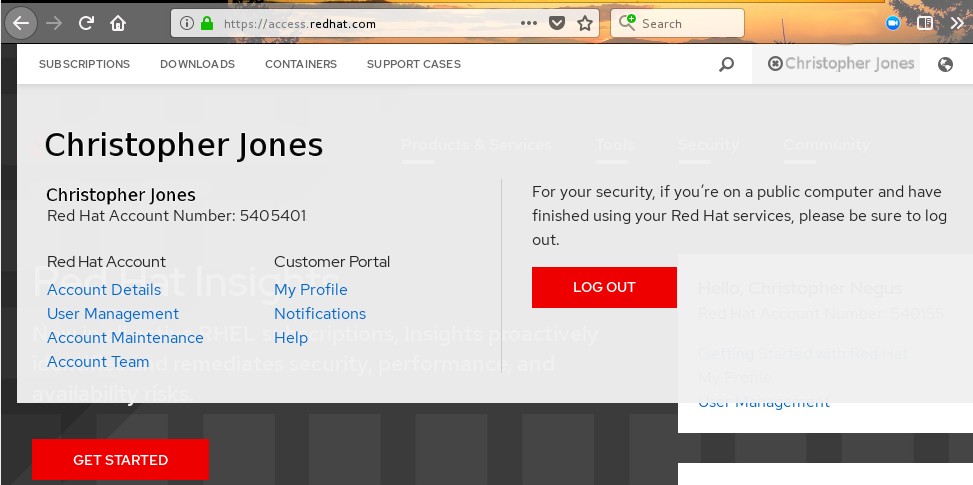 https://access.redhat.com
Search
SUBSCRIPTIONS DOWNLOADS CONTAINERS SUPPORT CASES
Christopher Jones
Christopher Jones
Products & Services Tools Security Community
Christopher Jones
Red Hat Account Number: 5405401
For your security, if you’re on a public computer and have
finished using your Red Hat services, please be sure to log
out.
LOG OUT
Red Hat Account
Account Details
User Management
Account Maintenance
Account Team
Customer Portal
My Profile
Notifications
Help
Red Hat Insights
RHEL subscriptions, Insights proactively
and remediates security, performance, and
availability risks.
GET STARTED
Hello, Christopher Negus
Red Hat Account Number: 540155
Getting Started with Red Hat
My Profile
User Management